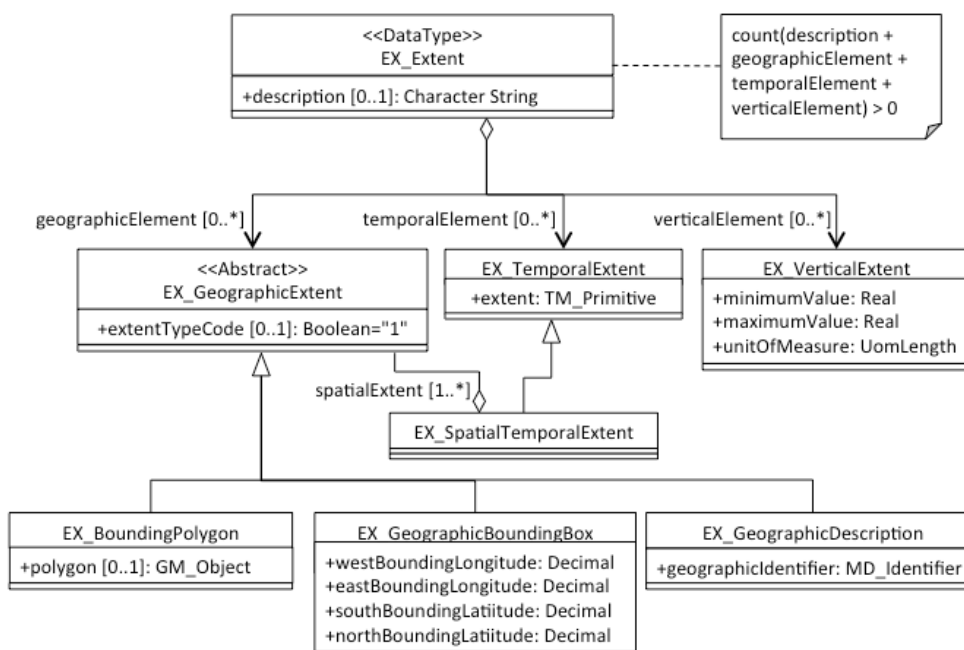 <<DataType>>
EX_Extent
+description [0..1]: Character String
count(description +
geographicElement +
temporalElement +
verticalElement) > 0
geographicElement [0..*]
temporalElement [0..*]
verticalElement [0..*]
<<Abstract>>
EX_GeographicExtent
+extentTypeCode [0..1]: Boolean="1"
EX_TemporalExtent
+extent: TM_Primitive
EX_VerticalExtent
+minimumValue: Real
+maximumValue: Real
+unitOfMeasure: UomLength
spatialExtent [1..*]
EX_SpatialTemporalExtent
EX_BoundingPolygon
+polygon [0..1]: GM_Object
EX_GeographicBoundingBox
+westBoundingLongitude: Decimal
+eastBoundingLongitude: Decimal
+southBoundingLatiitude: Decimal
+northBoundingLatiitude: Decimal
EX_GeographicDescription
+geographicIdentifier: MD_Identifier